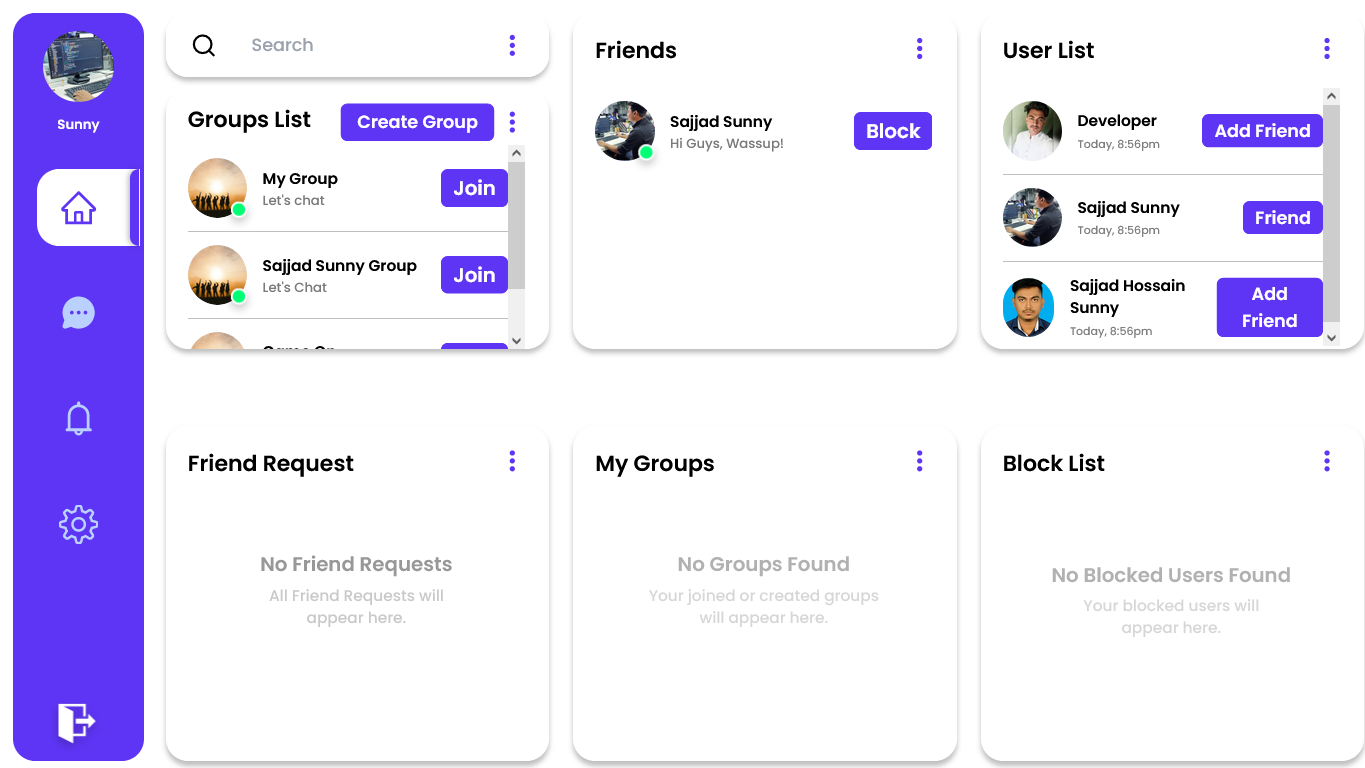 Sunny
Search
Groups List
Create Group
My Group
Let's chat
Join
Sajjad Sunny Group
Let's Chat
Join
Friends
Sajjad Sunny
Hi Guys, Wassup!
Block
User List
Developer
Today, 8:56pm
Add Friend
Sajjad Sunny
Today, 8:56pm
Friend
Sajjad Hossain
Sunny
Today, 8:56pm
Add
Friend
Friend Request
No Friend Requests
All Friend Requests will
appear here.
My Groups
No Groups Found
Your joined or created groups
will appear here.
Block List
No Blocked Users Found
Your blocked users will
appear here.